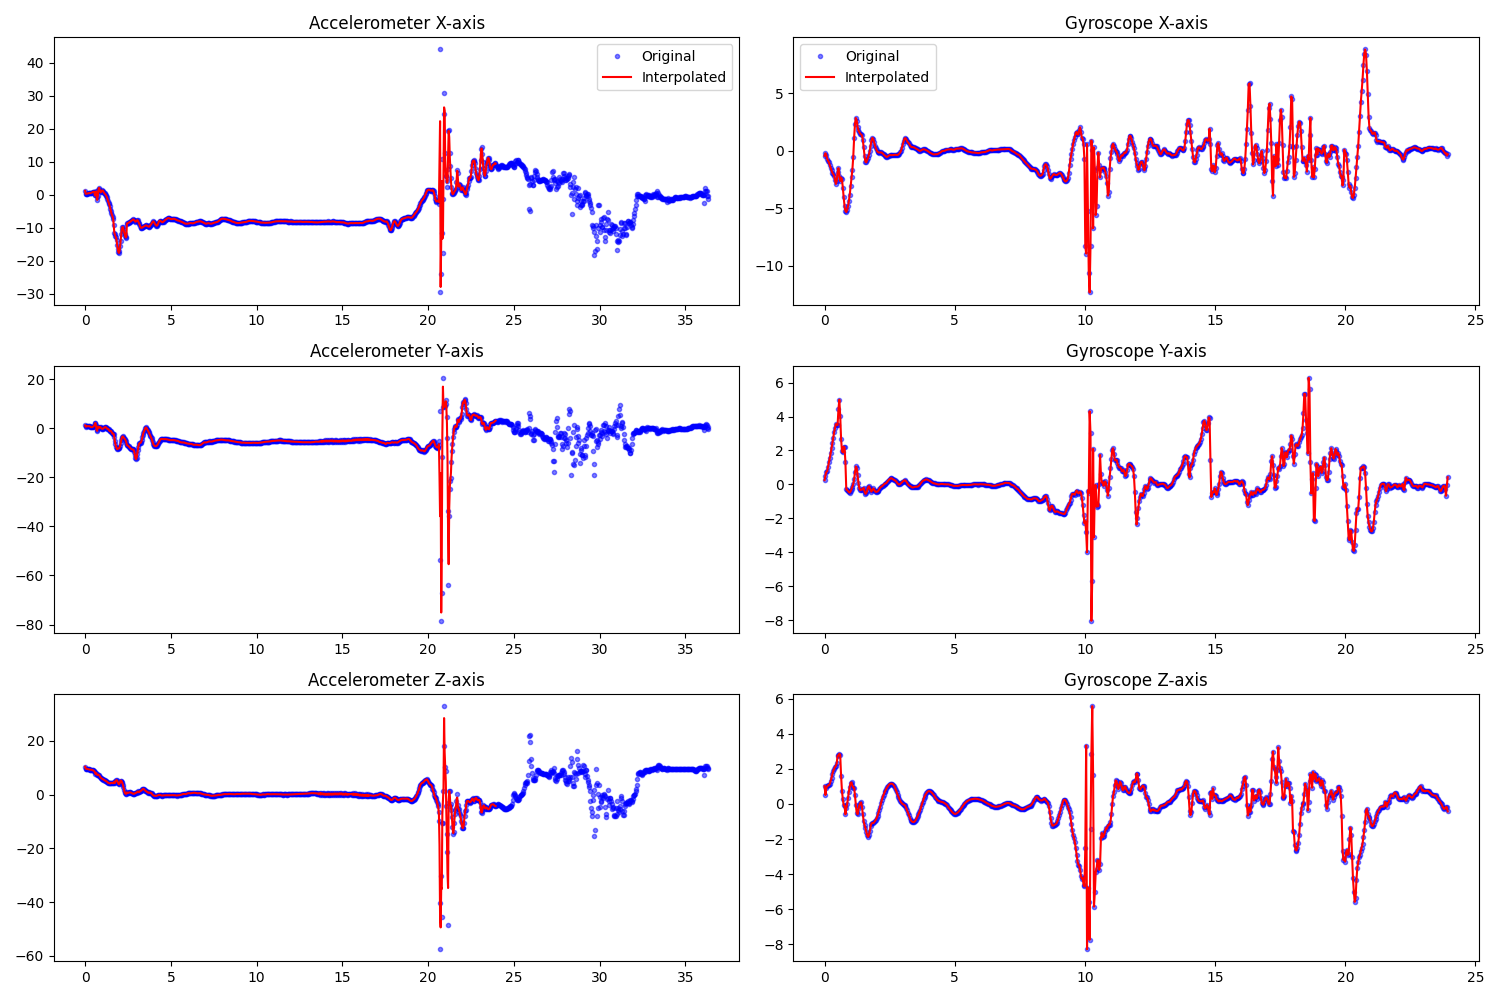 Accelerometer X-axis
Original
Interpolated
40
30
20
10
0
−10
−20
−30
0 5 10 15 20 25 30 35
Gyroscope X-axis
Original
Interpolated
5
0
−5
−10
0 5 10 15 20 25
Accelerometer Y-axis
20
0
−20
−40
−60
−80
0 5 10 15 20 25 30 35
Gyroscope Y-axis
6
4
2
0
−2
−4
−6
−8
0 5 10 15 20 25
Accelerometer Z-axis
20
0
−20
−40
−60
0 5 10 15 20 25 30 35
Gyroscope Z-axis
6
4
2
0
−2
−4
−6
−8
0 5 10 15 20 25